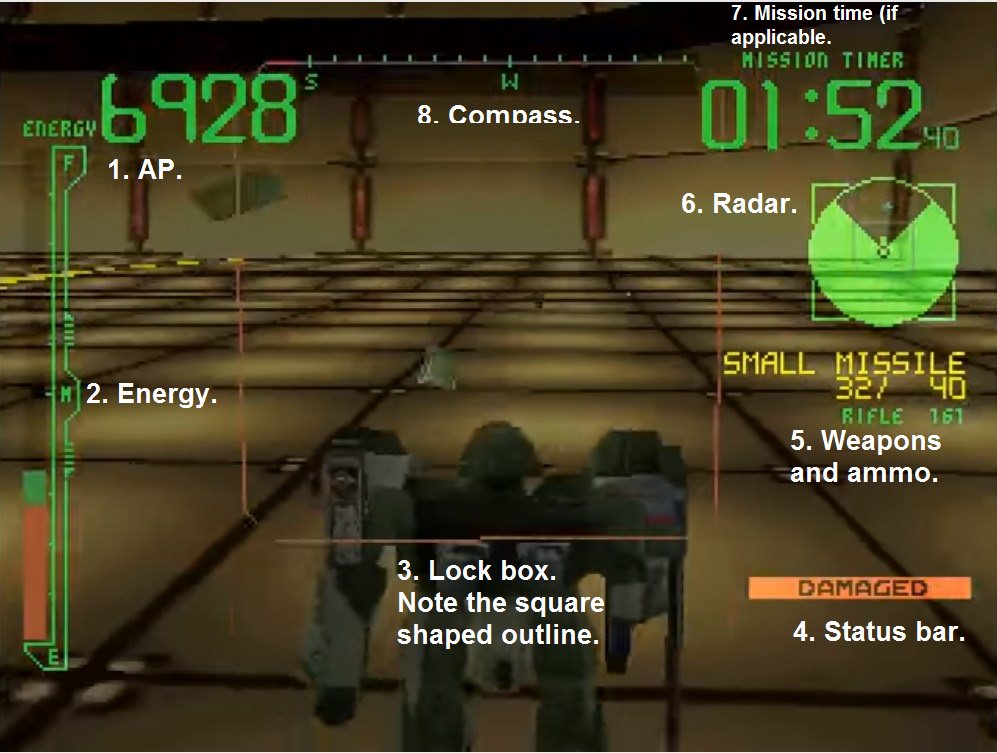 7. Mission time (if
applicable.
MISSION TIMER
6928
01:52
40
S
W
8. Compass.
ENERGY
F
1. AP.
6. Radar.
SMALL MISSILE
32/ 40
M
2. Energy.
RIFLE 161
5. Weapons
and ammo.
3. Lock box.
Note the square
shaped outline.
DAMAGED
4. Status bar.
E